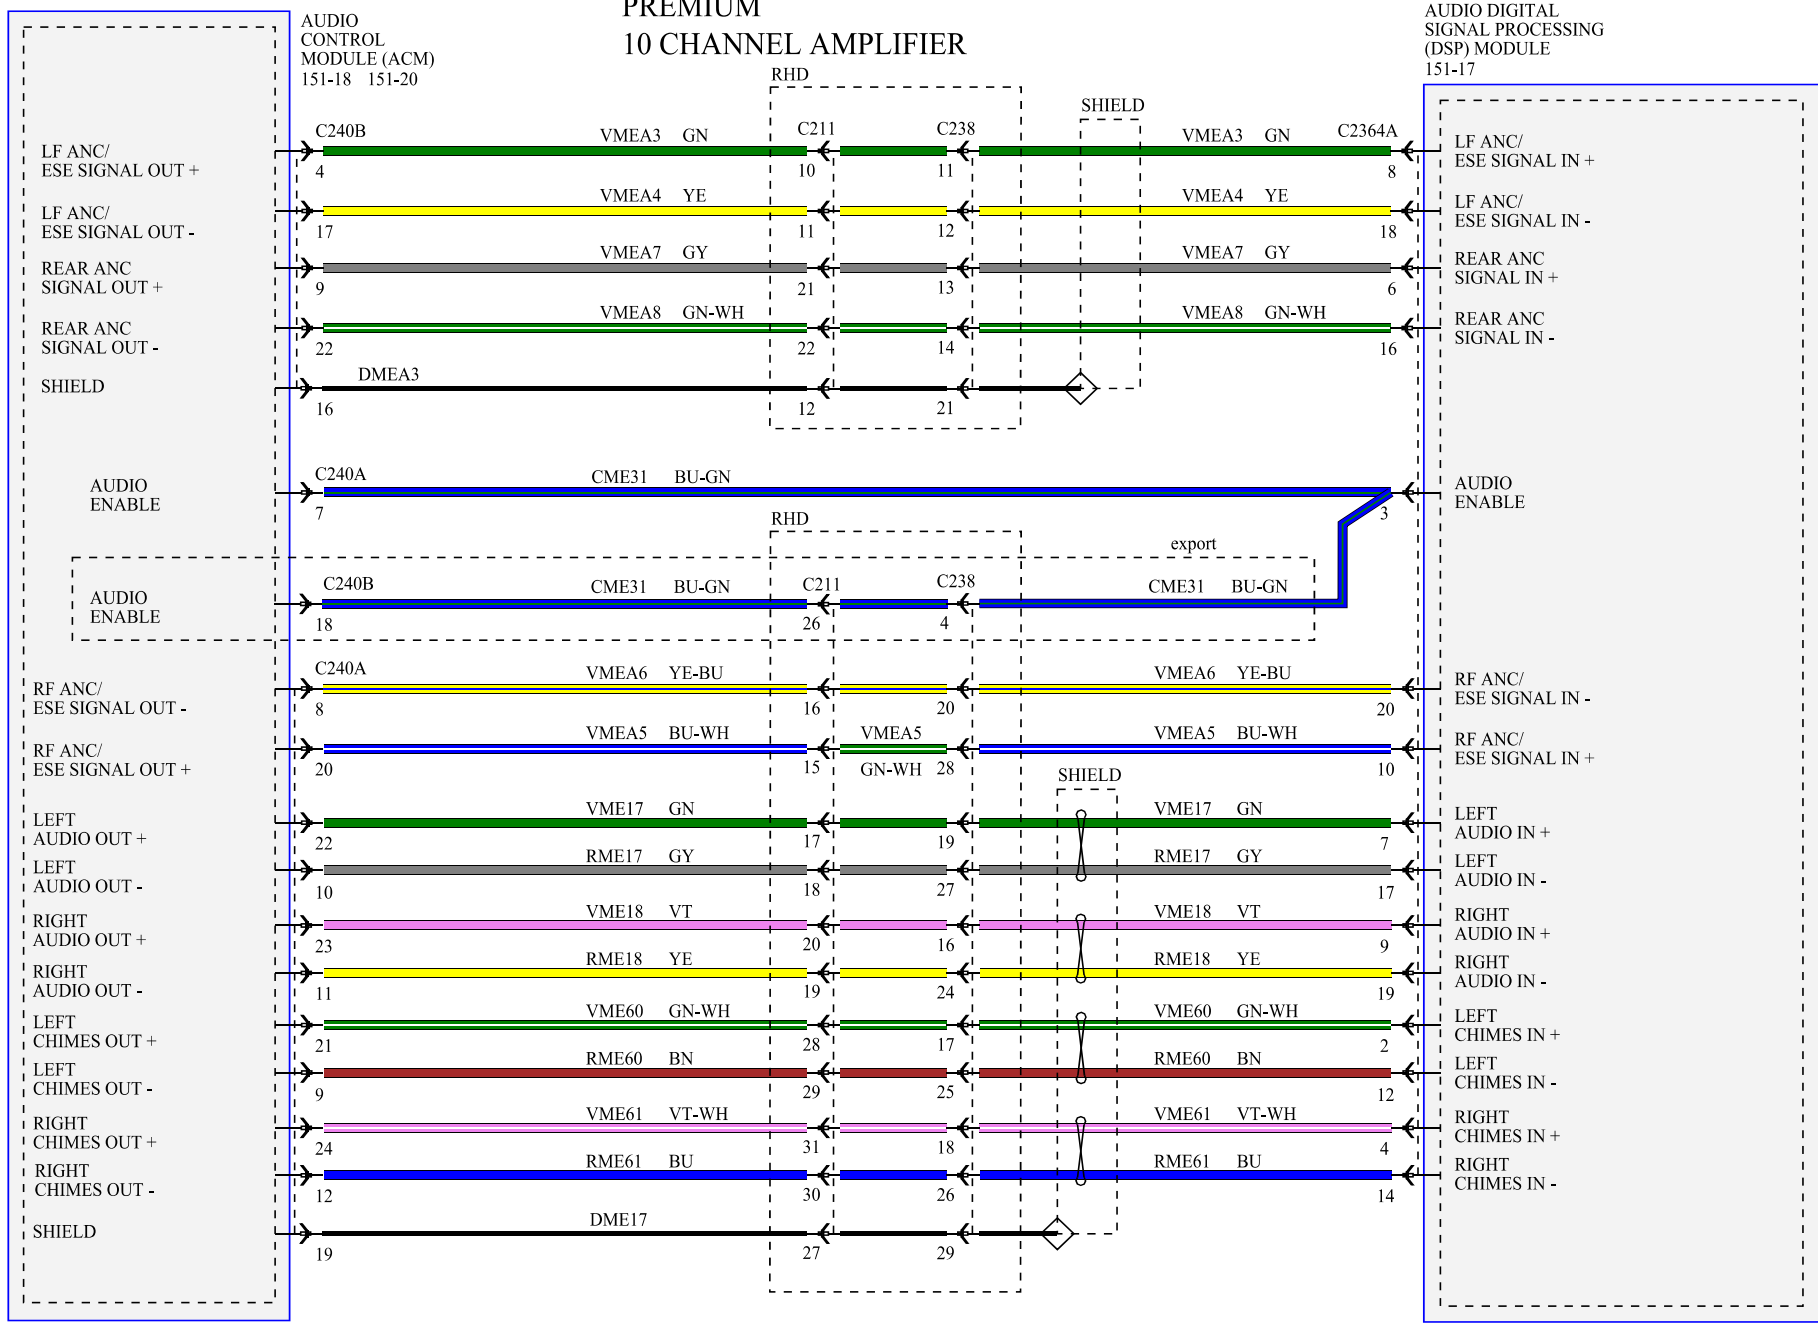 AUDIO
CONTROL
MODULE (ACM)
151-18 151-20
PREMIUM
10 CHANNEL AMPLIFIER
AUDIO DIGITAL
SIGNAL PROCESSING
(DSP) MODULE
151-17
RHD
SHIELD
C240B VMEA3 GN C211 C238 VMEA3 GN C2364A
LF ANC/
ESE SIGNAL OUT +
4 10 11 8
LF ANC/
ESE SIGNAL IN +
VMEA4 YE VMEA4 YE
LF ANC/
ESE SIGNAL OUT -
17 11 12 18
LF ANC/
ESE SIGNAL IN -
VMEA7 GY VMEA7 GY
REAR ANC
SIGNAL OUT +
9 21 13 6
REAR ANC
SIGNAL IN +
VMEA8 GN-WH VMEA8 GN-WH
REAR ANC
SIGNAL OUT -
22 22 14 16
REAR ANC
SIGNAL IN -
DMEA3
SHIELD
16 12 21
C240A CME31 BU-GN
AUDIO
ENABLE
7 3
AUDIO
ENABLE
RHD
export
C240B CME31 BU-GN C211 C238 CME31 BU-GN
AUDIO
ENABLE
18 26 4
C240A VMEA6 YE-BU VMEA6 YE-BU
RF ANC/
ESE SIGNAL OUT -
8 16 20 20
RF ANC/
ESE SIGNAL IN -
VMEA5 BU-WH VMEA5 VMEA5 BU-WH
RF ANC/
ESE SIGNAL OUT +
20 15 GN-WH 28 10
RF ANC/
ESE SIGNAL IN +
SHIELD
VME17 GN VME17 GN
LEFT
AUDIO OUT +
22 17 19 7
LEFT
AUDIO IN +
RME17 GY RME17 GY
LEFT
AUDIO OUT -
10 18 27 17
LEFT
AUDIO IN -
VME18 VT VME18 VT
RIGHT
AUDIO OUT +
23 20 16 9
RIGHT
AUDIO IN +
RME18 YE RME18 YE
RIGHT
AUDIO OUT -
11 19 24 19
RIGHT
AUDIO IN -
VME60 GN-WH VME60 GN-WH
LEFT
CHIMES OUT +
21 28 17 2
LEFT
CHIMES IN +
RME60 BN RME60 BN
LEFT
CHIMES OUT -
9 29 25 12
LEFT
CHIMES IN -
VME61 VT-WH VME61 VT-WH
RIGHT
CHIMES OUT +
24 31 18 4
RIGHT
CHIMES IN +
RME61 BU RME61 BU
RIGHT
CHIMES OUT -
12 30 26 14
RIGHT
CHIMES IN -
DME17
SHIELD
19 27 29